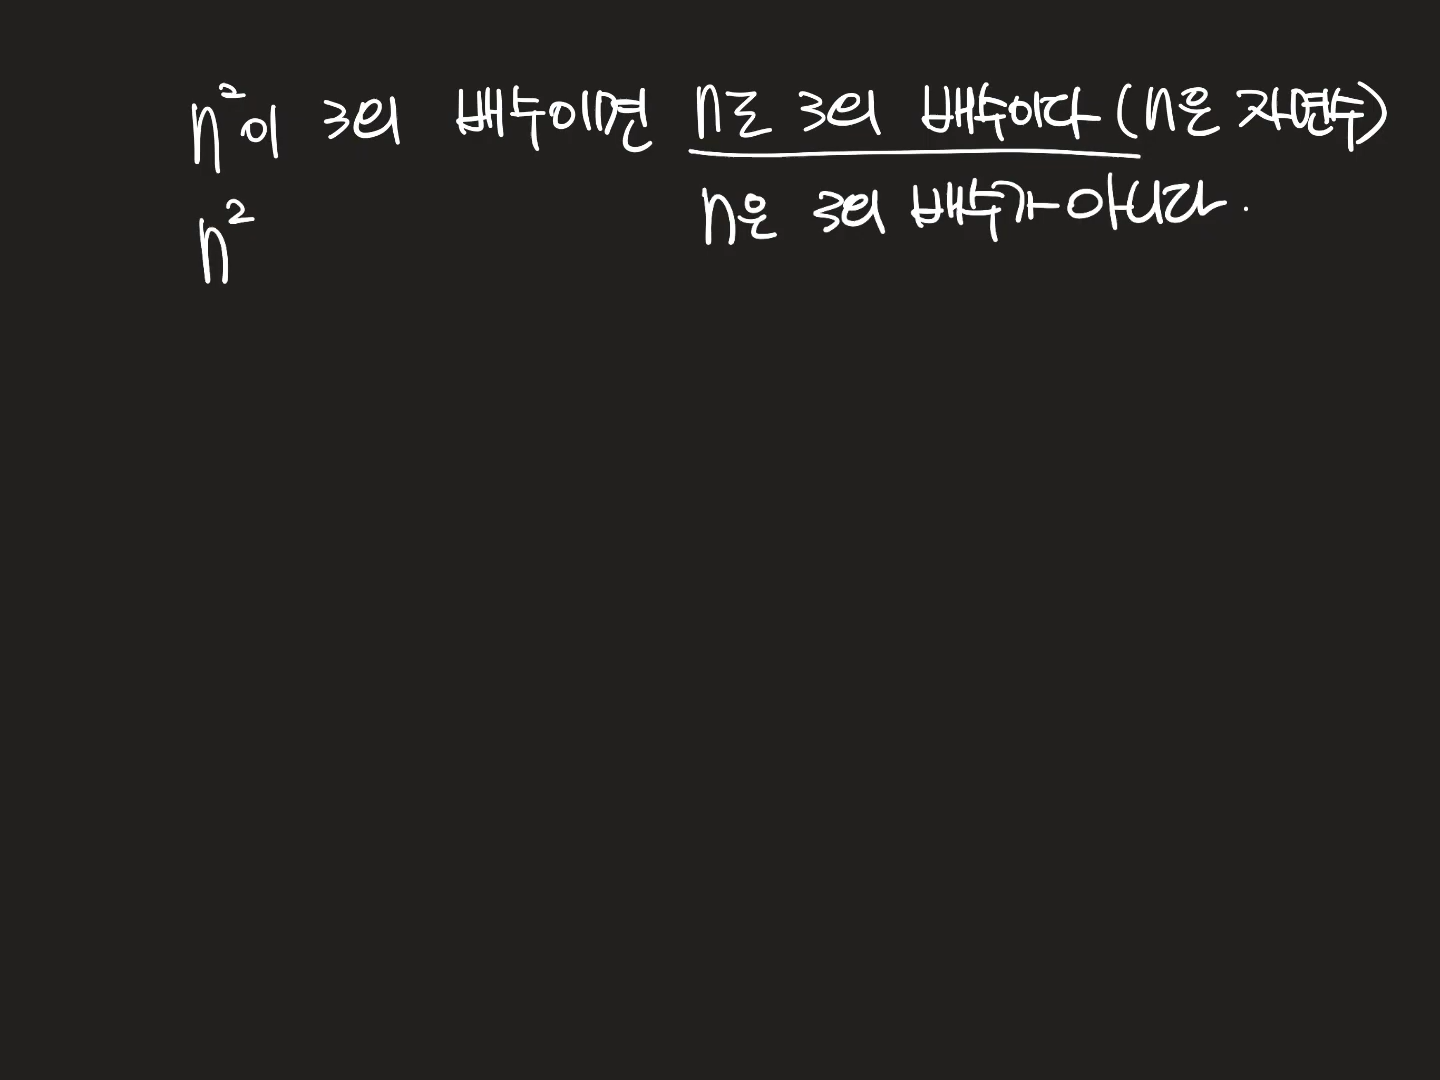 n²이 3의 배수이면 n도 3의 배수이다 (n은 자연수)
n은 3의 배수가 아니라.
n²